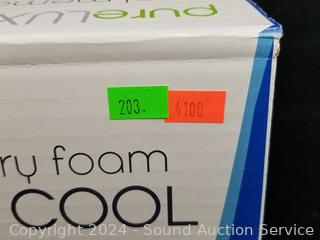 pureLUX
203.
4100
ry foam
COOL
Copyright 2024 - Sound Auction Service